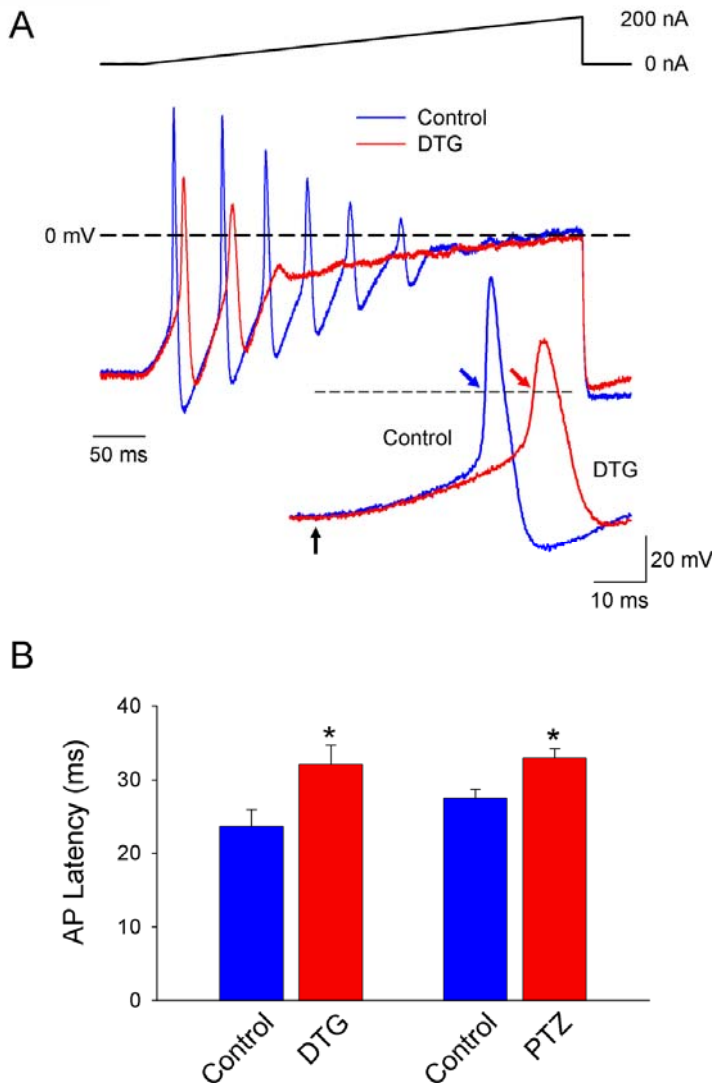 A
200 nA
0 nA
Control
DTG
0 mV
50 ms
Control
DTG
20 mV
10 ms
B
AP Latency (ms)
40
30
20
10
0
*
*
Control
DTG
Control
PTZ